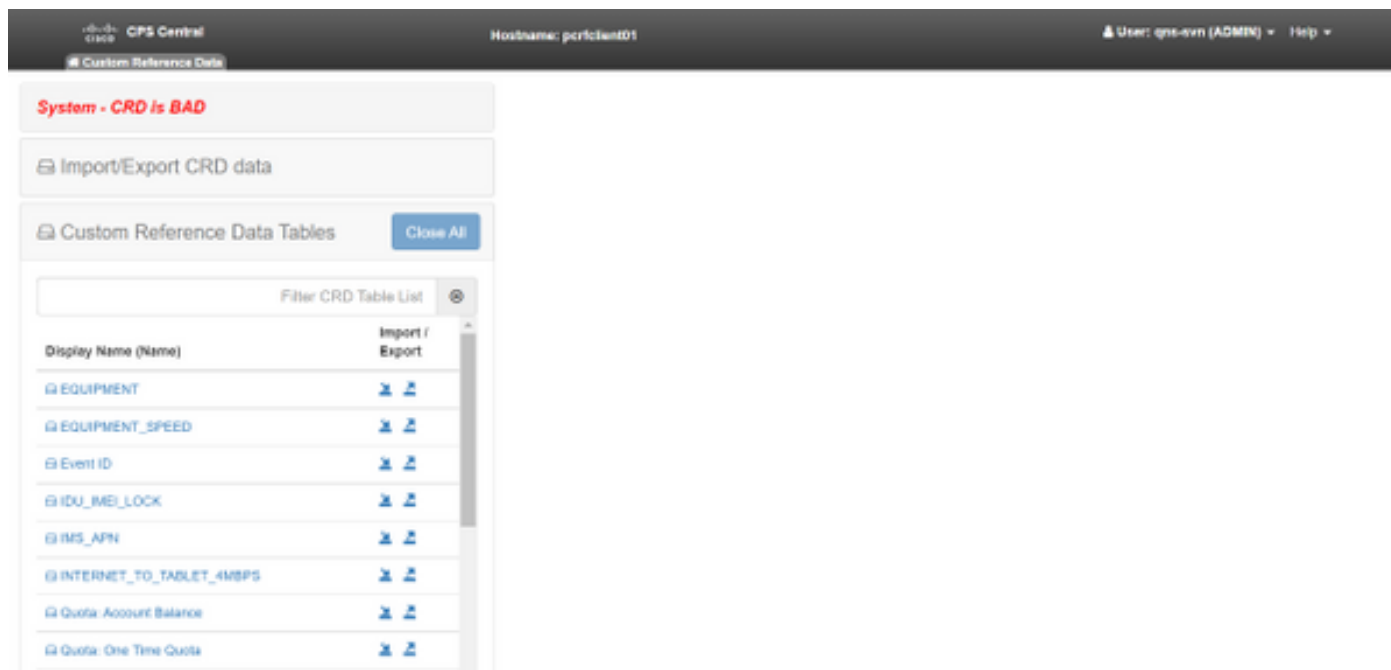 CISCO CPS Central
Hostname: pcrfclient01
User: qns-svn (ADMIN)
Help
Custom Reference Data
System - CRD is BAD
Import/Export CRD data
Custom Reference Data Tables
Close All
Filter CRD Table List
Display Name (Name)
Import / Export
EQUIPMENT
EQUIPMENT_SPEED
Event ID
IDU_IMEI_LOCK
IMS_APN
INTERNET_TO_TABLET_4MBPS
Quota: Account Balance
Quota: One Time Quota